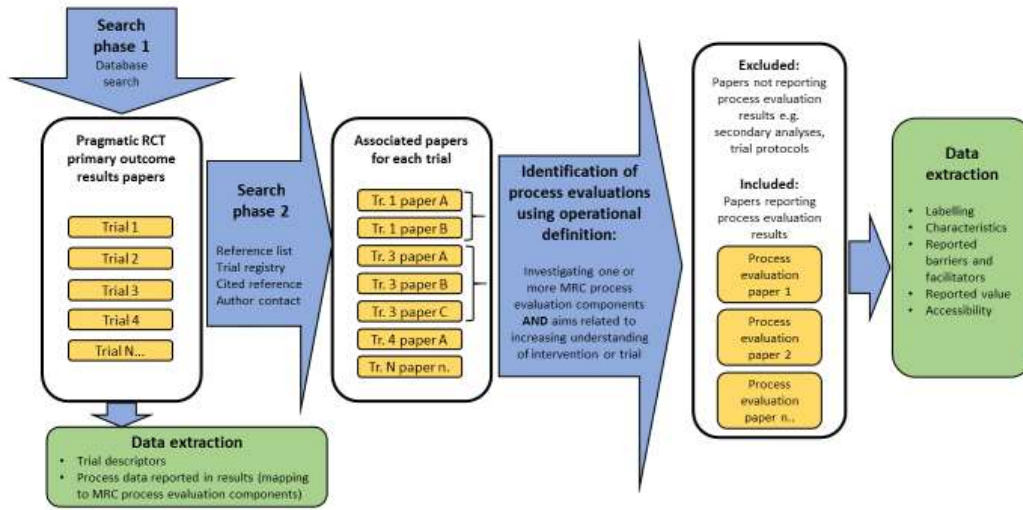 Search
phase 1
Database
search
Pragmatic RCT
primary outcome
results papers
Trial 1
Trial 2
Trial 3
Trial 4
Trial N...
Data extraction
• Trial descriptors
• Process data reported in results (mapping
to MRC process evaluation components)
Search
phase 2
Reference list
Trial registry
Cited reference
Author contact
Associated papers
for each trial
Tr. 1 paper A
Tr. 1 paper B
Tr. 3 paper A
Tr. 3 paper B
Tr. 3 paper C
Tr. 4 paper A
Tr. N paper n.
Identification of
process evaluations
using operational
definition:
Investigating one or
more MRC process
evaluation components
AND aims related to
increasing understanding
of intervention or trial
Excluded:
Papers not reporting
process evaluation
results e.g.
secondary analyses,
trial protocols
Included:
Papers reporting
process evaluation
results
Process
evaluation
paper 1
Process
evaluation
paper 2
Process
evaluation
paper n..
Data
extraction
• Labelling
• Characteristics
• Reported
barriers and
facilitators
• Reported value
• Accessibility